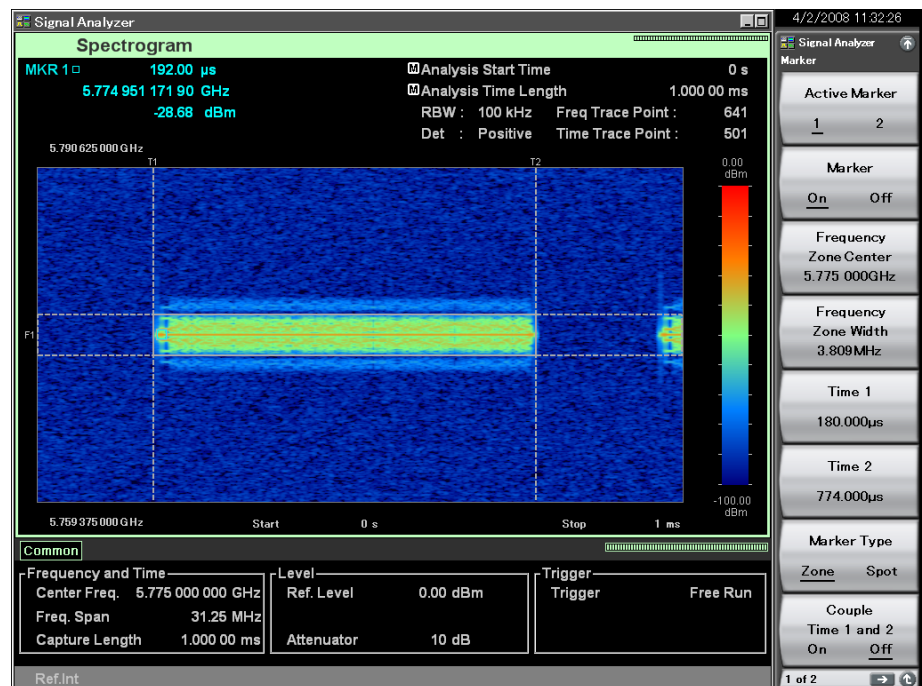 Signal Analyzer
Spectrogram
MKR 1 192.00 µs
5.774 951 171 90 GHz
-28.68 dBm
M Analysis Start Time 0 s
M Analysis Time Length 1.000 00 ms
RBW : 100 kHz Freq Trace Point : 641
Det : Positive Time Trace Point : 501
5.790 625 000 GHz
T1 T2
0.00
dBm
F1
-100.00
dBm
5.759 375 000 GHz Start 0 s Stop 1 ms
Common
Frequency and Time
Center Freq. 5.775 000 000 GHz
Freq. Span 31.25 MHz
Capture Length 1.000 00 ms
Level
Ref. Level 0.00 dBm
Attenuator 10 dB
Trigger
Trigger Free Run
Ref.Int
4/2/2008 11:32:26
Signal Analyzer
Marker
Active Marker
1 2
Marker
On Off
Frequency
Zone Center
5.775 000GHz
Frequency
Zone Width
3.809MHz
Time 1
180.000µs
Time 2
774.000µs
Marker Type
Zone Spot
Couple
Time 1 and 2
On Off
1 of 2